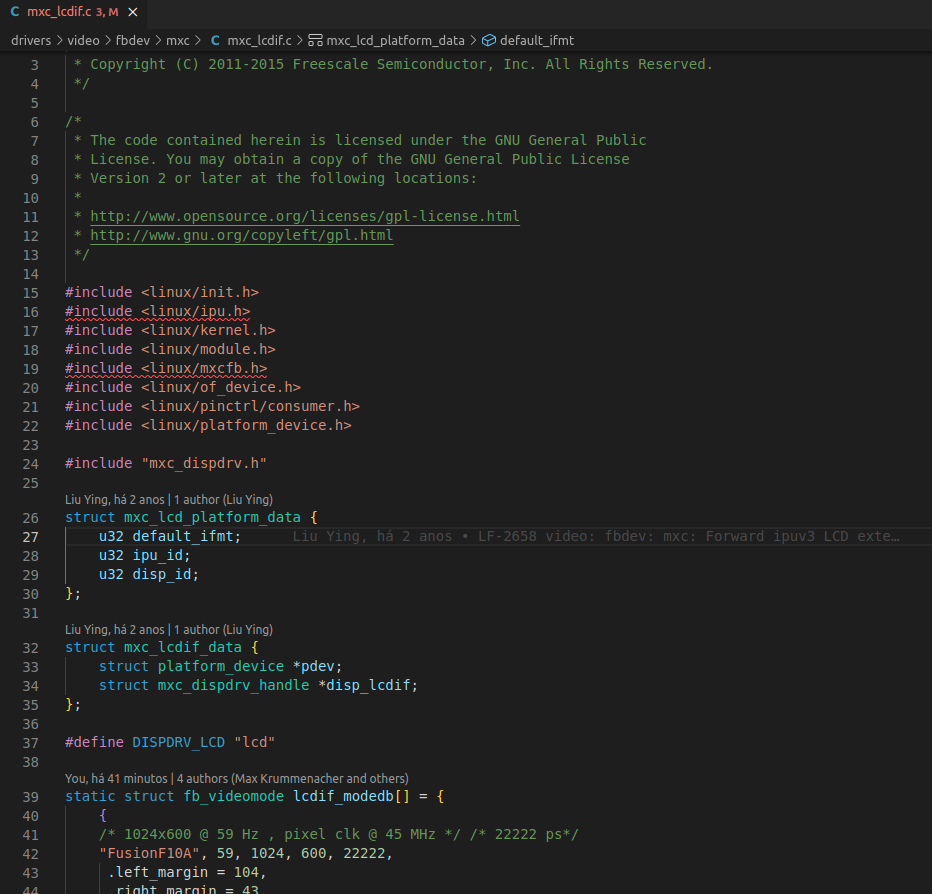 C mxc_lcdif.c 3, M ×
drivers > video > fbdev > mxc > C mxc_lcdif.c > mxc_lcd_platform_data > default_ifmt
3 * Copyright (C) 2011-2015 Freescale Semiconductor, Inc. All Rights Reserved.
4 */
5
6 /*
7 * The code contained herein is licensed under the GNU General Public
8 * License. You may obtain a copy of the GNU General Public License
9 * Version 2 or later at the following locations:
10 *
11 * http://www.opensource.org/licenses/gpl-license.html
12 * http://www.gnu.org/copyleft/gpl.html
13 */
14
15 #include <linux/init.h>
16 #include <linux/ipu.h>
17 #include <linux/kernel.h>
18 #include <linux/module.h>
19 #include <linux/mxcfb.h>
20 #include <linux/of_device.h>
21 #include <linux/pinctrl/consumer.h>
22 #include <linux/platform_device.h>
23
24 #include "mxc_dispdrv.h"
25
Liu Ying, há 2 anos | 1 author (Liu Ying)
26 struct mxc_lcd_platform_data {
27 u32 default_ifmt; Liu Ying, há 2 anos • LF-2658 video: fbdev: mxc: Forward ipuv3 LCD exte…
28 u32 ipu_id;
29 u32 disp_id;
30 };
31
Liu Ying, há 2 anos | 1 author (Liu Ying)
32 struct mxc_lcdif_data {
33 struct platform_device *pdev;
34 struct mxc_dispdrv_handle *disp_lcdif;
35 };
36
37 #define DISPDRV_LCD "lcd"
38
You, há 41 minutos | 4 authors (Max Krummenacher and others)
39 static struct fb_videomode lcdif_modedb[] = {
40 {
41 /* 1024x600 @ 59 Hz , pixel clk @ 45 MHz */ /* 22222 ps*/
42 "FusionF10A", 59, 1024, 600, 22222,
43 .left_margin = 104,
44 .right_margin = 43